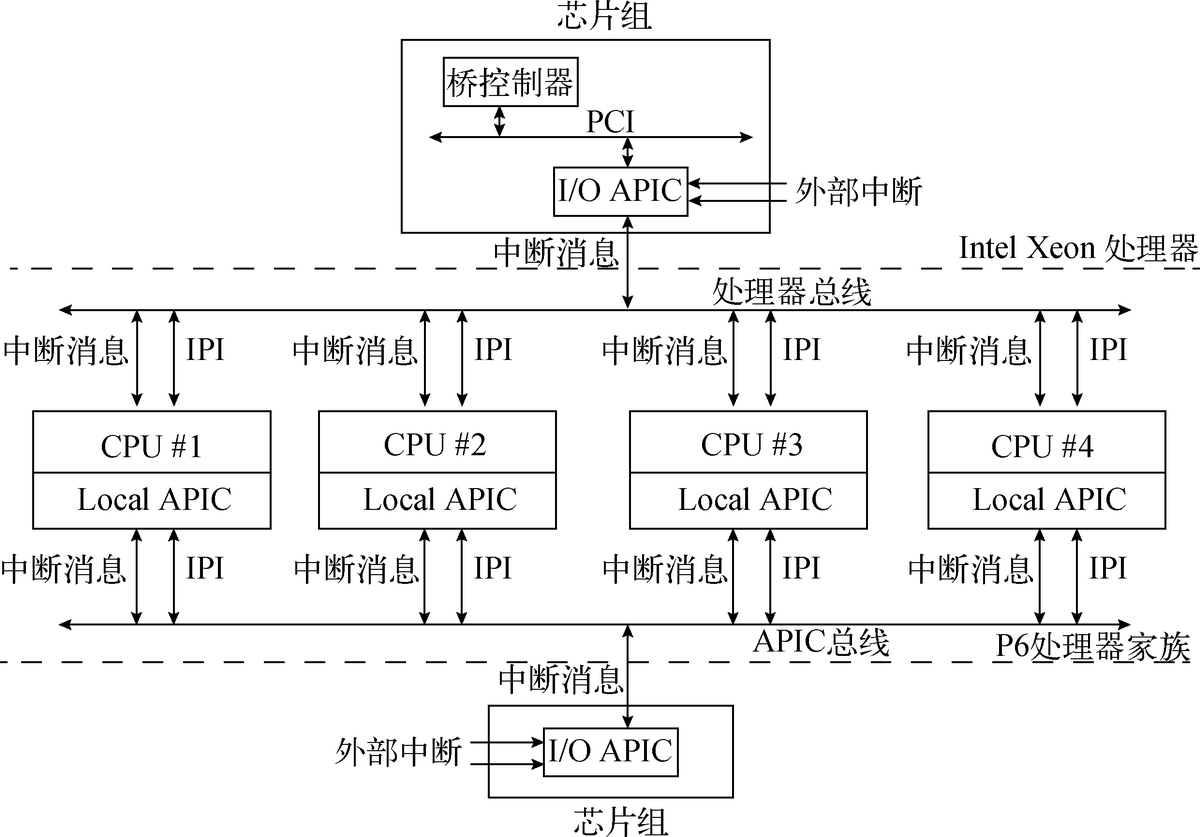 芯片组
桥控制器
PCI
I/O APIC
外部中断
中断消息
Intel Xeon 处理器
处理器总线
中断消息 IPI 中断消息 IPI 中断消息 IPI 中断消息 IPI
CPU #1 CPU #2 CPU #3 CPU #4
Local APIC Local APIC Local APIC Local APIC
中断消息 IPI 中断消息 IPI 中断消息 IPI 中断消息 IPI
APIC总线
P6处理器家族
中断消息
外部中断
I/O APIC
芯片组